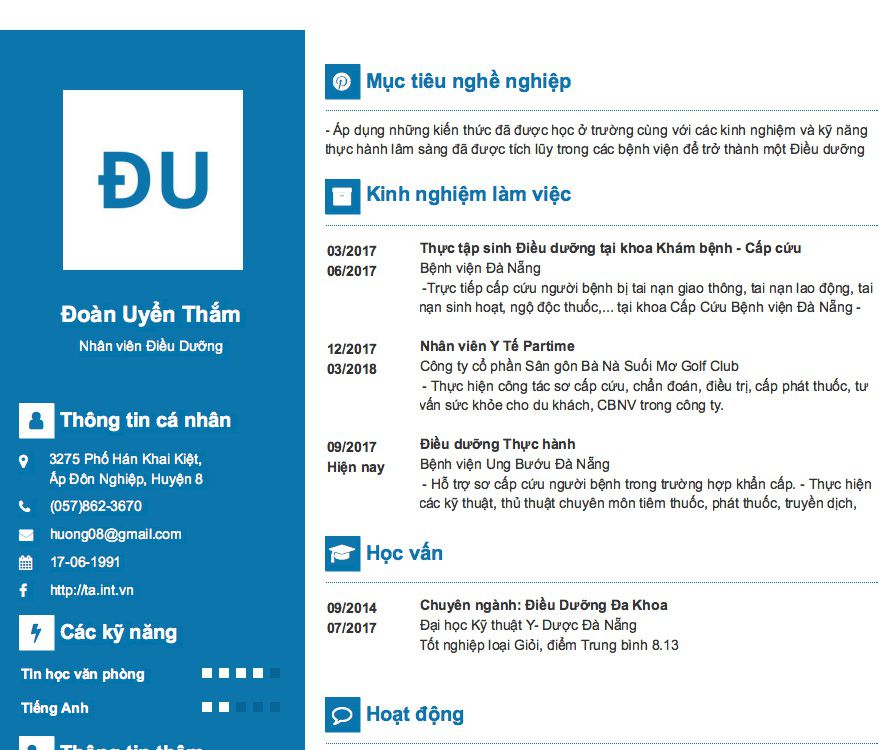 ĐU
Đoàn Uyển Thắm
Nhân viên Điều Dưỡng
Thông tin cá nhân
3275 Phố Hán Khai Kiệt,
Ấp Đôn Nghiệp, Huyện 8
(057)862-3670
huong08@gmail.com
17-06-1991
http://ta.int.vn
Các kỹ năng
Tin học văn phòng
Tiếng Anh
Thông tin thêm
Mục tiêu nghề nghiệp
- Áp dụng những kiến thức đã được học ở trường cùng với các kinh nghiệm và kỹ năng
thực hành lâm sàng đã được tích lũy trong các bệnh viện để trở thành một Điều dưỡng
Kinh nghiệm làm việc
03/2017
06/2017
Thực tập sinh Điều dưỡng tại khoa Khám bệnh - Cấp cứu
Bệnh viện Đà Nẵng
-Trực tiếp cấp cứu người bệnh bị tai nạn giao thông, tai nạn lao động, tai
nạn sinh hoạt, ngộ độc thuốc,... tại khoa Cấp Cứu Bệnh viện Đà Nẵng -
12/2017
03/2018
Nhân viên Y Tế Partime
Công ty cổ phần Sân gôn Bà Nà Suối Mơ Golf Club
- Thực hiện công tác sơ cấp cứu, chẩn đoán, điều trị, cấp phát thuốc, tư
vấn sức khỏe cho du khách, CBNV trong công ty.
09/2017
Hiện nay
Điều dưỡng Thực hành
Bệnh viện Ung Bướu Đà Nẵng
- Hỗ trợ sơ cấp cứu người bệnh trong trường hợp khẩn cấp. - Thực hiện
các kỹ thuật, thủ thuật chuyên môn tiêm thuốc, phát thuốc, truyền dịch,
Học vấn
09/2014
07/2017
Chuyên ngành: Điều Dưỡng Đa Khoa
Đại học Kỹ thuật Y- Dược Đà Nẵng
Tốt nghiệp loại Giỏi, điểm Trung bình 8.13
Hoạt động